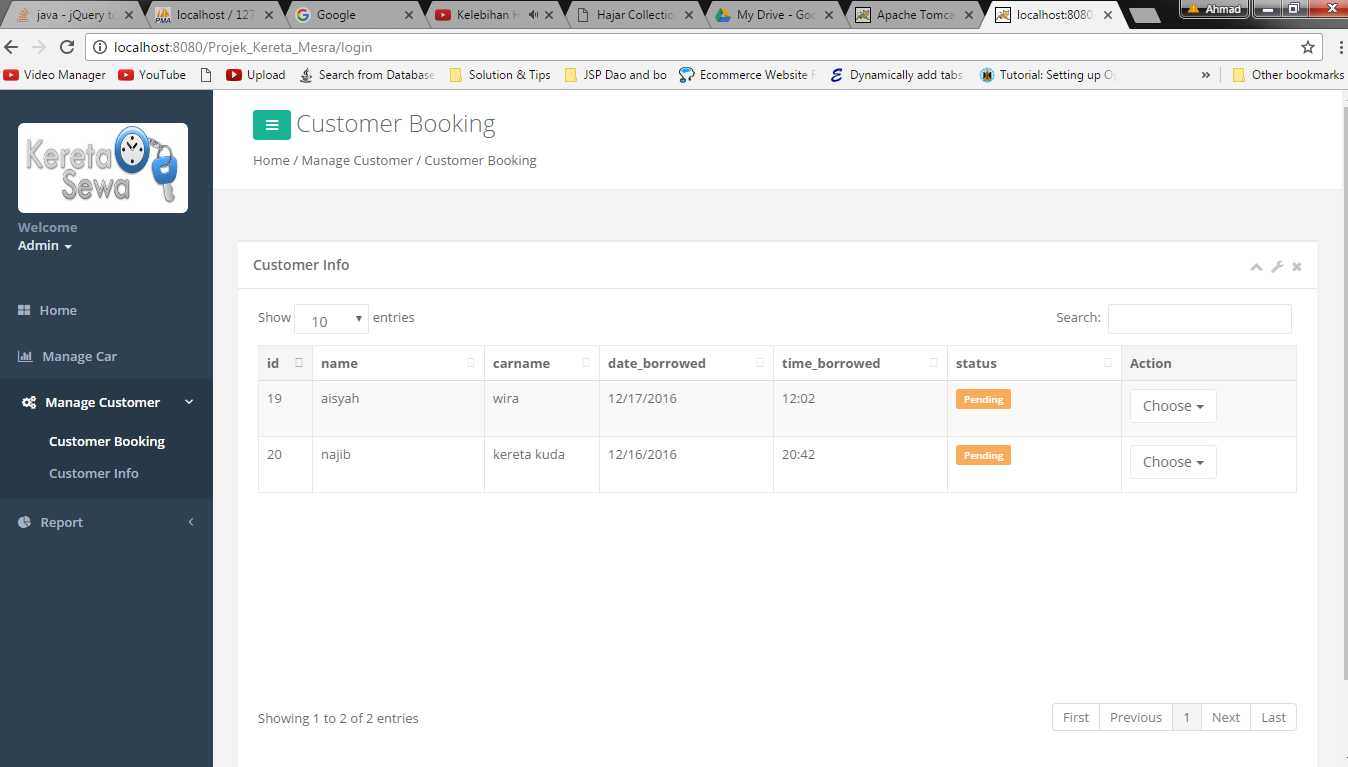 java - jQuery to
localhost / 127
Google
Kelebihan H
Hajar Collectio
My Drive - Goo
Apache Tomca
localhost:8080/
Ahmad
localhost:8080/Projek_Kereta_Mesra/login
Video Manager
YouTube
Upload
Search from Database
Solution & Tips
JSP Dao and bo
Ecommerce Website F
Dynamically add tabs
Tutorial: Setting up Op
»
Other bookmarks
Kereta
Sewa
Welcome
Admin
Home
Manage Car
Manage Customer
Customer Booking
Customer Info
Report
Customer Booking
Home / Manage Customer / Customer Booking
Customer Info
Show 10 entries
Search:
id name carname date_borrowed time_borrowed status Action
19 aisyah wira 12/17/2016 12:02 Pending Choose
20 najib kereta kuda 12/16/2016 20:42 Pending Choose
Showing 1 to 2 of 2 entries
First Previous 1 Next Last